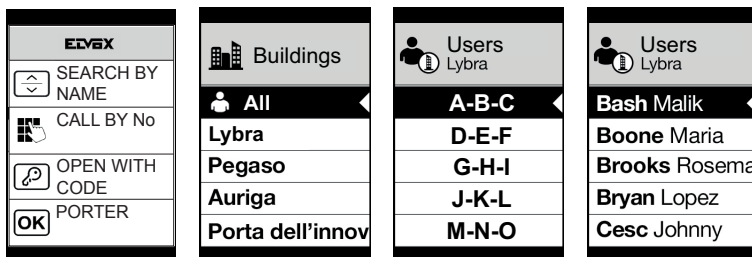 ELVOX
SEARCH BY
NAME
CALL BY No
OPEN WITH
CODE
OK PORTER
Buildings
All
Lybra
Pegaso
Auriga
Porta dell'innov
Users
Lybra
A-B-C
D-E-F
G-H-I
J-K-L
M-N-O
Users
Lybra
Bash Malik
Boone Maria
Brooks Rosema
Bryan Lopez
Cesc Johnny